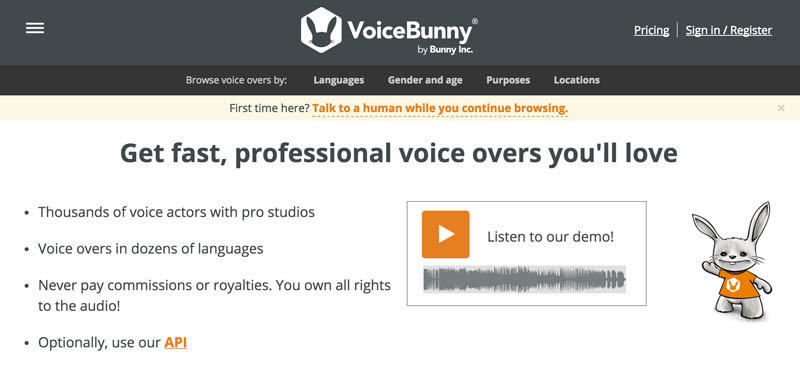 VoiceBunny®
by Bunny Inc.
Pricing
Sign in / Register
Browse voice overs by: Languages Gender and age Purposes Locations
First time here? Talk to a human while you continue browsing. ×
Get fast, professional voice overs you'll love
• Thousands of voice actors with pro studios
• Voice overs in dozens of languages
• Never pay commissions or royalties. You own all rights
to the audio!
• Optionally, use our API
Listen to our demo!